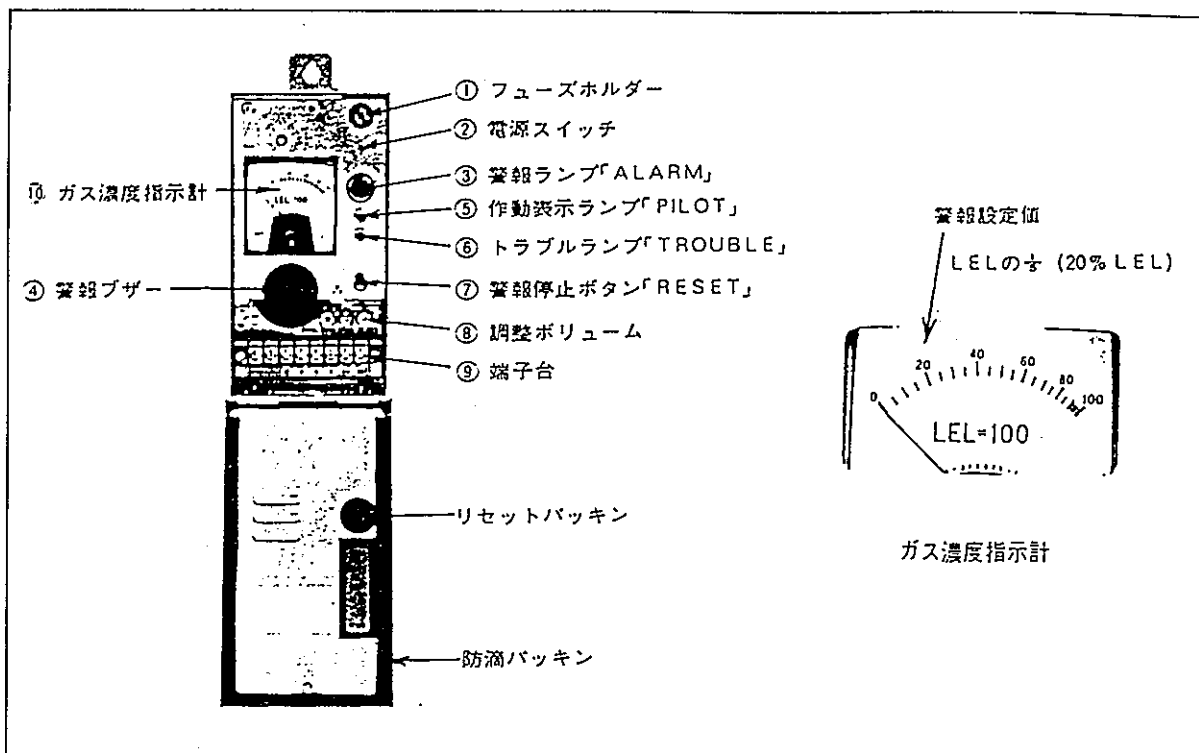 ① フューズホルダー
② 電源スイッチ
③ 警報ランプ「ALARM」
⑤ 作動表示ランプ「PILOT」
⑥ トラブルランプ「TROUBLE」
⑦ 警報停止ボタン「RESET」
⑧ 調整ボリューム
⑨ 端子台
⑩ ガス濃度指示計
④ 警報ブザー
リセットパッキン
防滴パッキン
警報設定値
LELの1/5 (20% LEL)
0 20 40 60 80 100
LEL=100
ガス濃度指示計